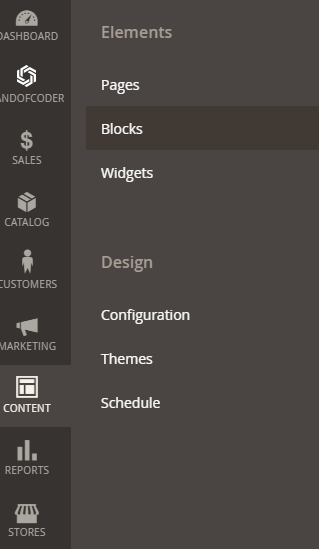 DASHBOARD
ANDOFCODER
SALES
CATALOG
CUSTOMERS
MARKETING
CONTENT
REPORTS
STORES
Elements
Pages
Blocks
Widgets
Design
Configuration
Themes
Schedule